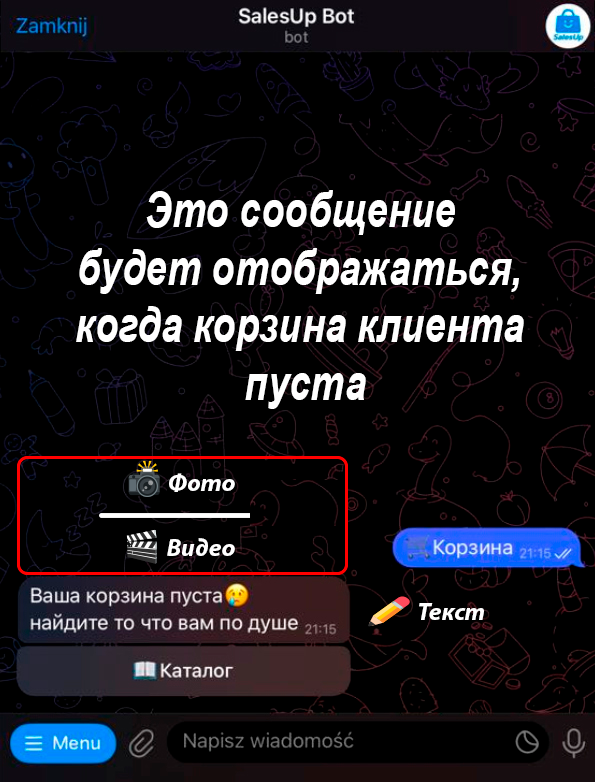 Zamknij
SalesUp Bot
bot
SalesUp
Это сообщение
будет отображаться,
когда корзина клиента
пуста
📸 Фото
🎬 Видео
🛒Корзина 21:15
Ваша корзина пуста😢
найдите то что вам по душе 21:15
✏️ Текст
📖Каталог
Menu
Napisz wiadomość